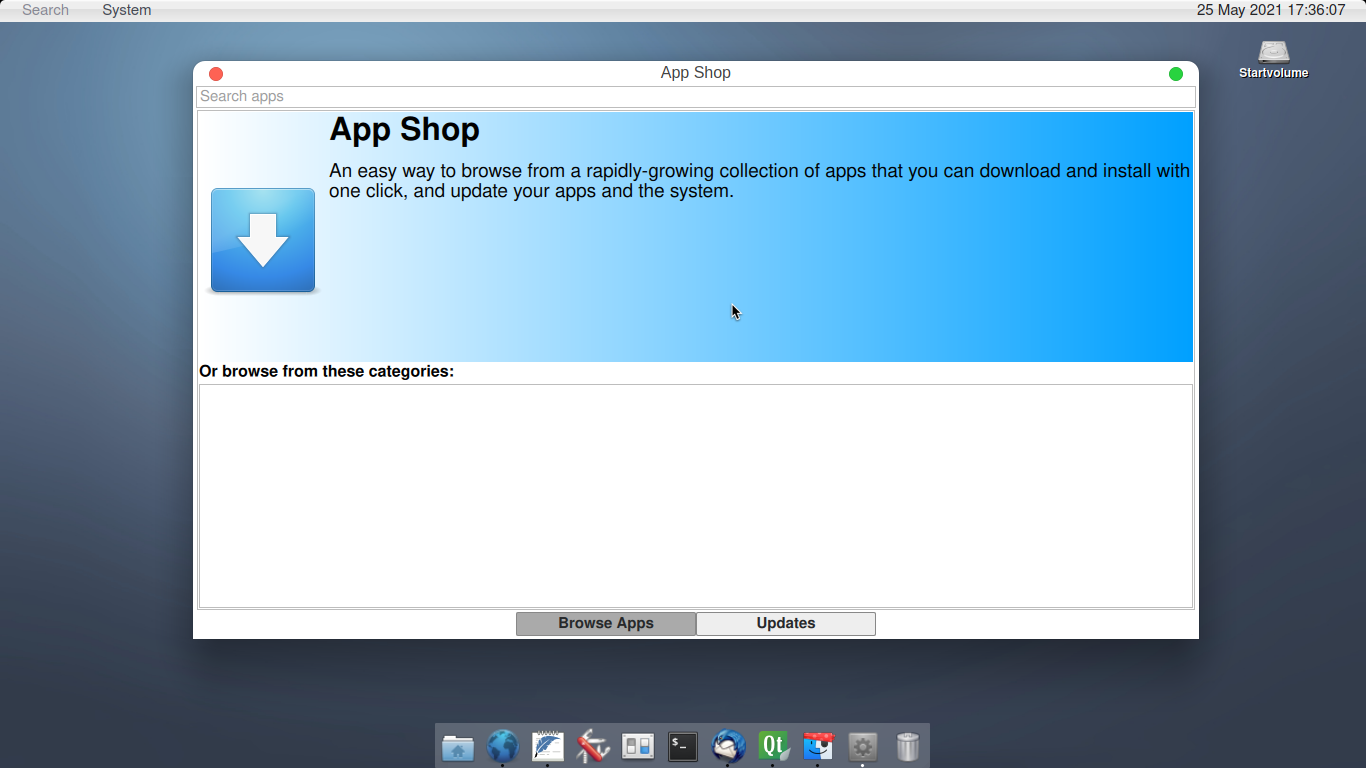 Search System 25 May 2021 17:36:07
Startvolume
App Shop
Search apps
App Shop
An easy way to browse from a rapidly-growing collection of apps that you can download and install with
one click, and update your apps and the system.
Or browse from these categories:
Browse Apps Updates
$_
Qt